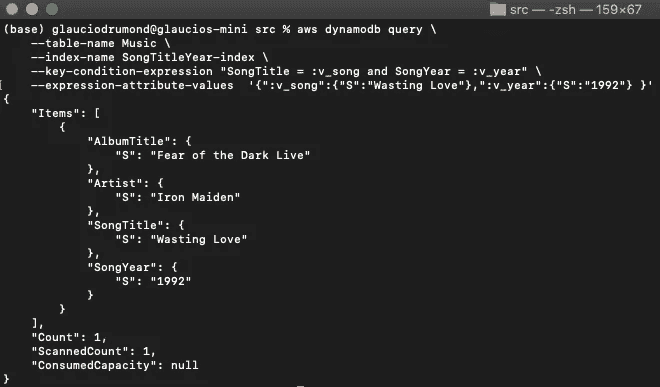 src — -zsh — 159×67
(base) glauciodrumond@glaucios-mini src % aws dynamodb query \
    --table-name Music \
    --index-name SongTitleYear-index \
    --key-condition-expression "SongTitle = :v_song and SongYear = :v_year" \
    --expression-attribute-values  '{":v_song":{"S":"Wasting Love"},":v_year":{"S":"1992"} }'
{
    "Items": [
        {
            "AlbumTitle": {
                "S": "Fear of the Dark Live"
            },
            "Artist": {
                "S": "Iron Maiden"
            },
            "SongTitle": {
                "S": "Wasting Love"
            },
            "SongYear": {
                "S": "1992"
            }
        }
    ],
    "Count": 1,
    "ScannedCount": 1,
    "ConsumedCapacity": null
}